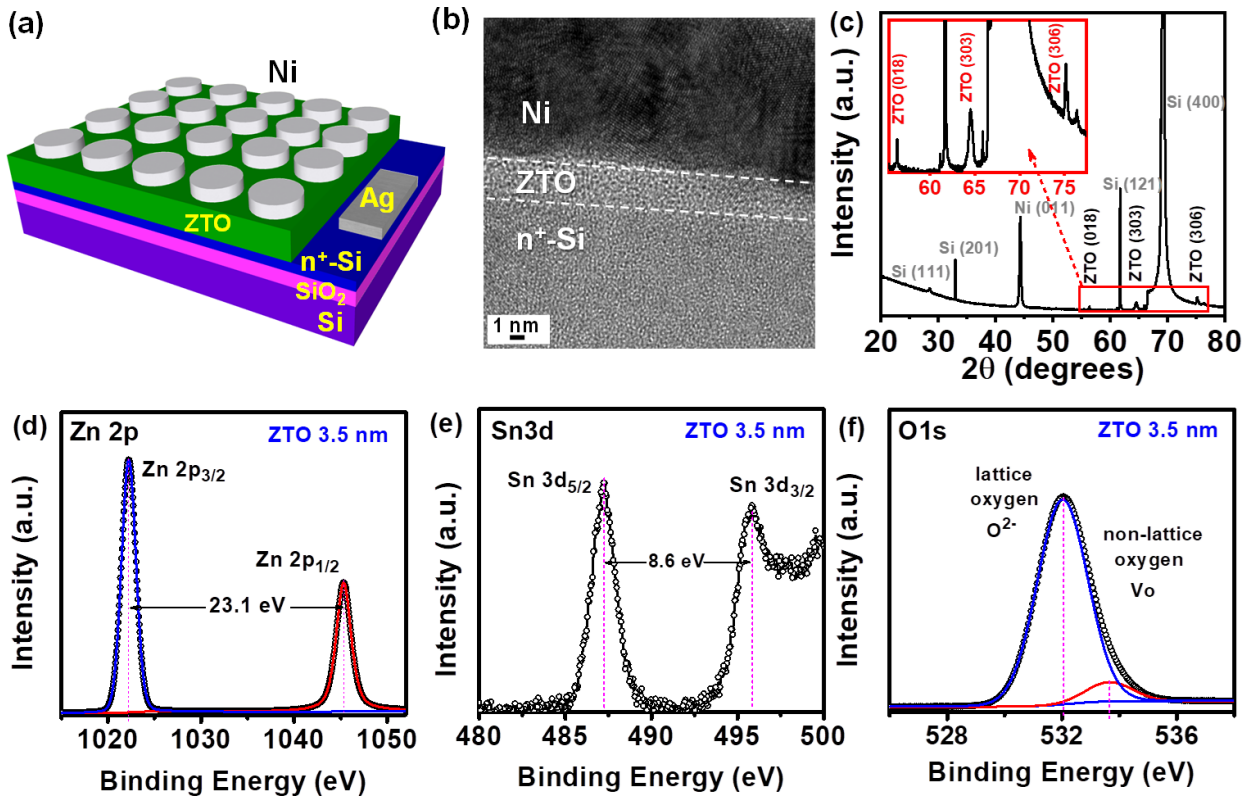 (a)
Ni
Ag
ZTO
n⁺-Si
SiO₂
Si
(b)
Ni
ZTO
n⁺-Si
1 nm
(c)
Intensity (a.u.)
ZTO (018)
ZTO (303)
ZTO (306)
60 65 70 75
Si (111)
Si (201)
Ni (011)
ZTO (018)
Si (121)
ZTO (303)
Si (400)
ZTO (306)
20 30 40 50 60 70 80
2θ (degrees)
(d)
Zn 2p
ZTO 3.5 nm
Zn 2p₃/₂
Zn 2p₁/₂
23.1 eV
Intensity (a.u.)
1020 1030 1040 1050
Binding Energy (eV)
(e)
Sn3d
ZTO 3.5 nm
Sn 3d₅/₂
Sn 3d₃/₂
8.6 eV
Intensity (a.u.)
480 485 490 495 500
Binding Energy (eV)
(f)
O1s
ZTO 3.5 nm
lattice
oxygen
O²⁻
non-lattice
oxygen
Vo
Intensity (a.u.)
528 532 536
Binding Energy (eV)